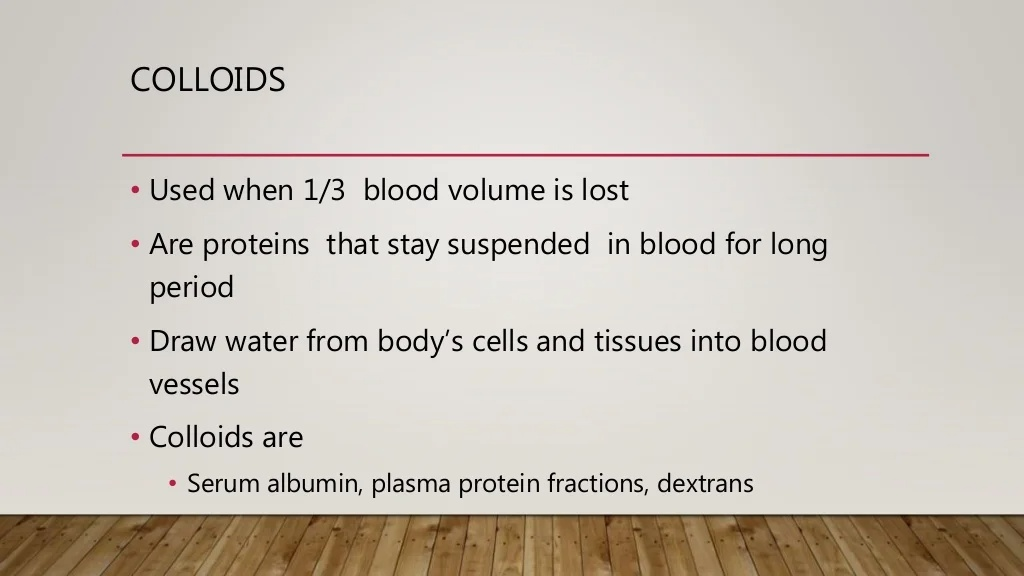 COLLOIDS
• Used when 1/3  blood volume is lost
• Are proteins  that stay suspended  in blood for long
period
• Draw water from body’s cells and tissues into blood
vessels
• Colloids are
• Serum albumin, plasma protein fractions, dextrans